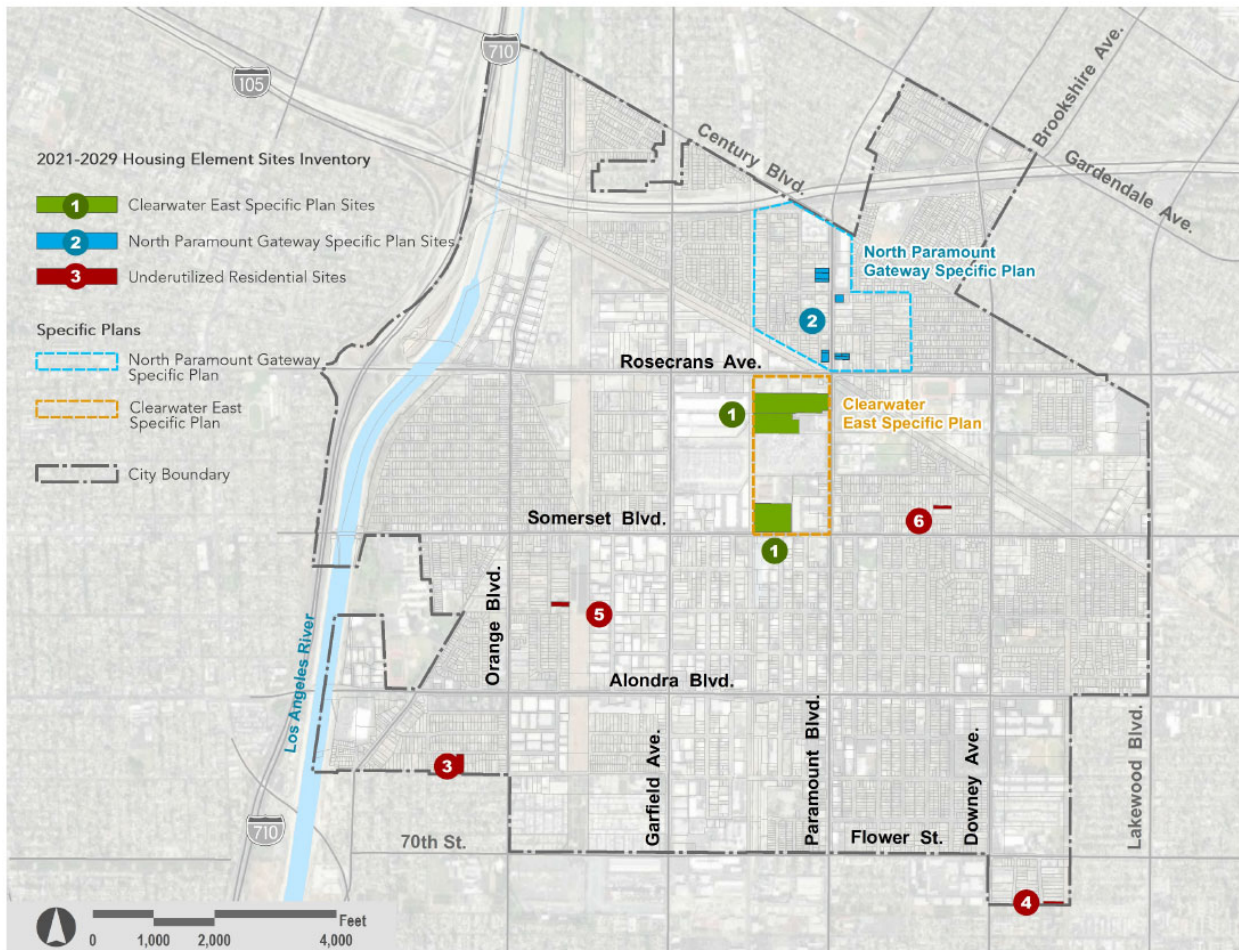 710
105
Brookshire Ave.
Century Blvd.
Gardendale Ave.
2021-2029 Housing Element Sites Inventory
1 Clearwater East Specific Plan Sites
2 North Paramount Gateway Specific Plan Sites
3 Underutilized Residential Sites
Specific Plans
North Paramount Gateway
Specific Plan
Clearwater East
Specific Plan
City Boundary
North Paramount
Gateway Specific Plan
2
Rosecrans Ave.
1
Clearwater
East Specific Plan
Somerset Blvd.
6
1
5
Orange Blvd.
Los Angeles River
Alondra Blvd.
3
Garfield Ave.
Paramount Blvd.
Downey Ave.
Lakewood Blvd.
710
70th St.
Flower St.
4
Feet
0 1,000 2,000 4,000